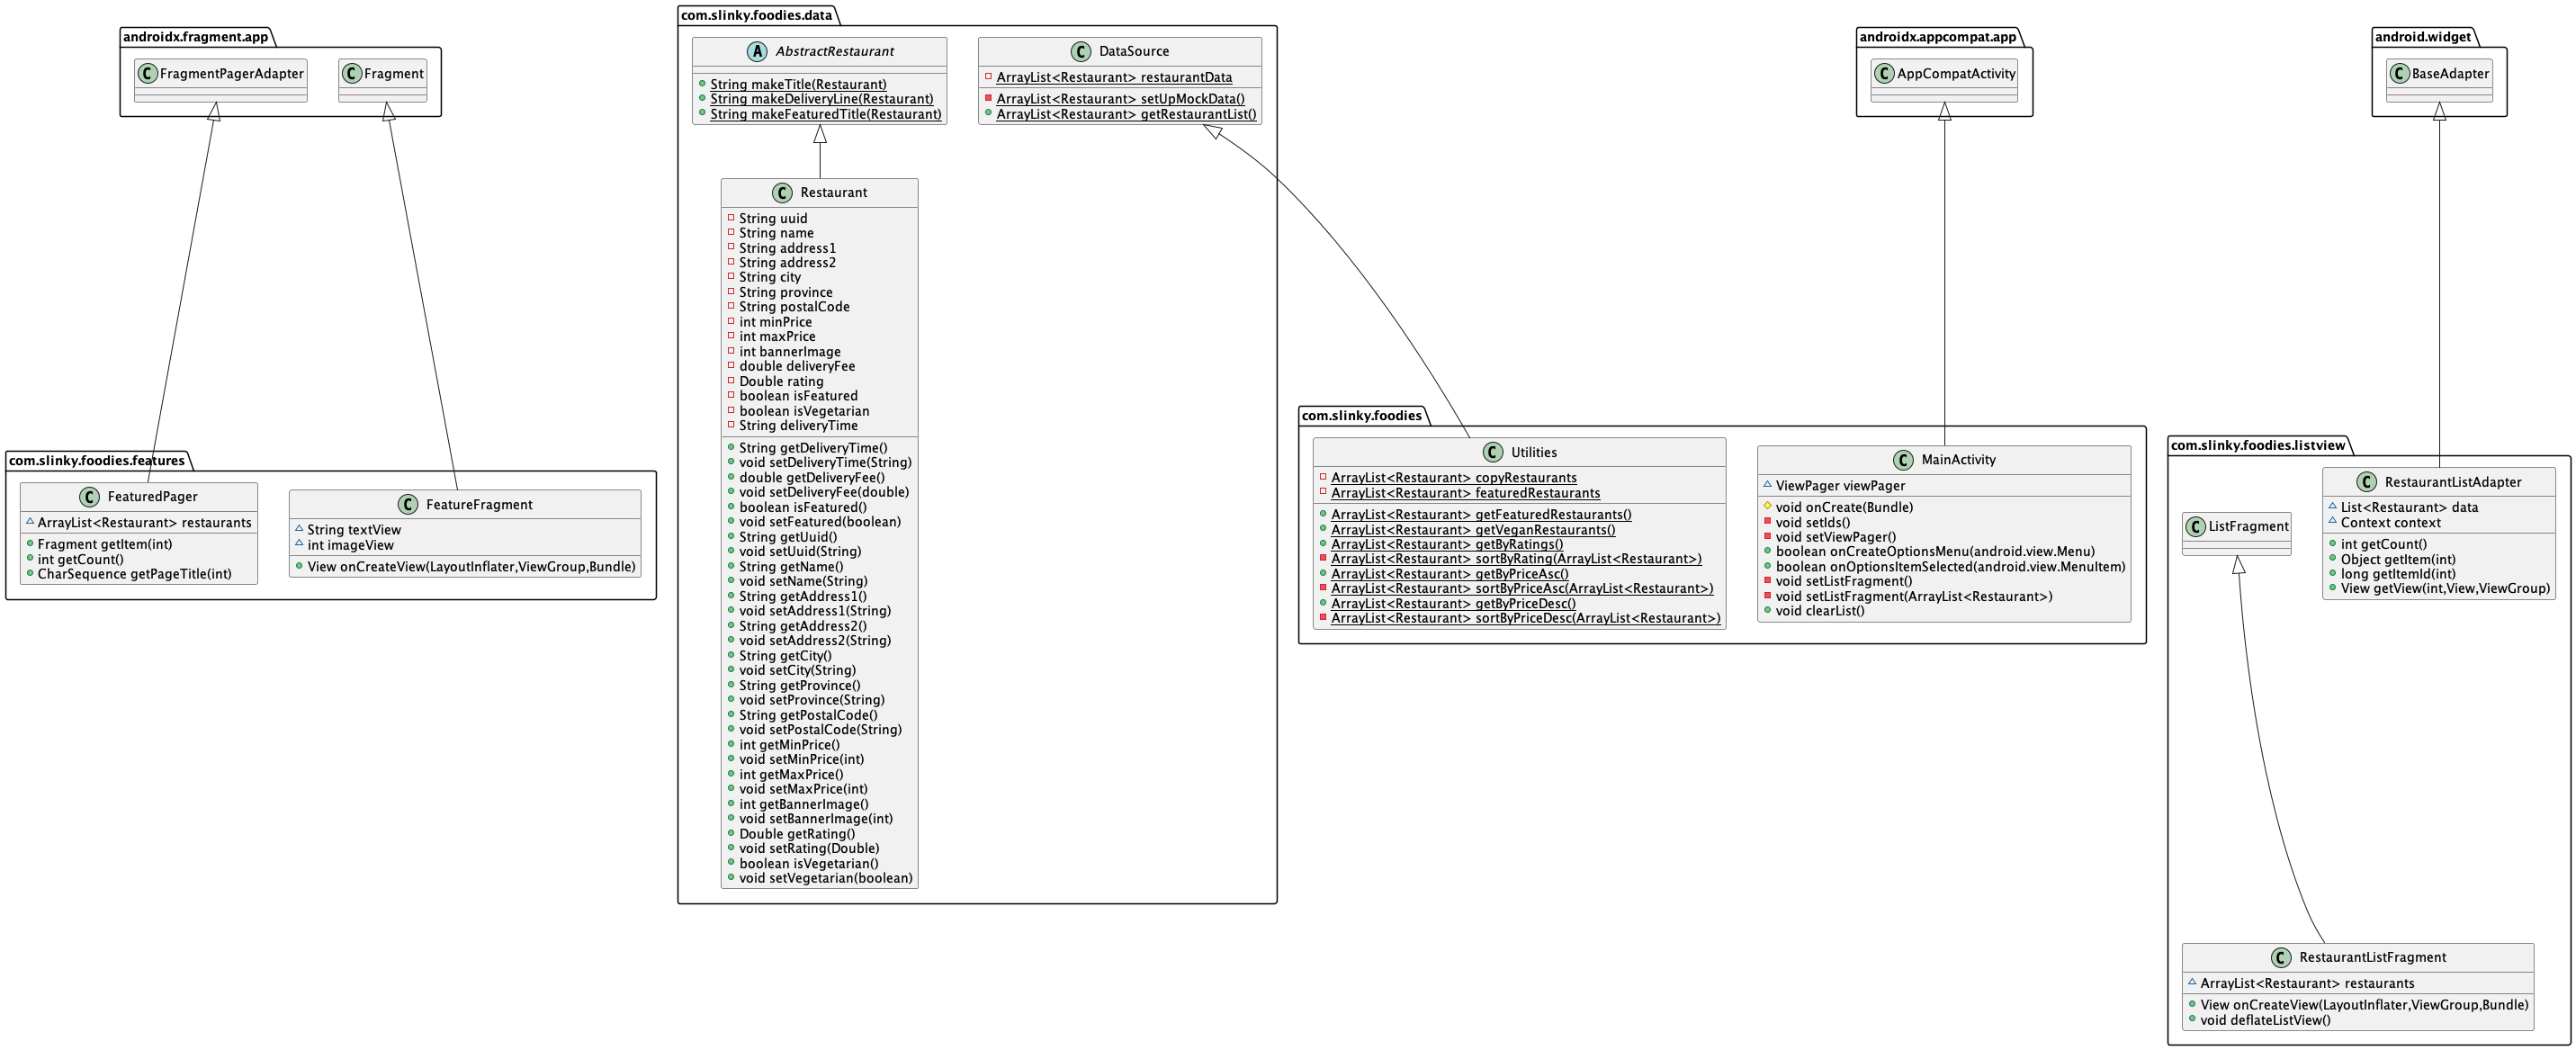 androidx.fragment.app
C FragmentPagerAdapter
C Fragment
com.slinky.foodies.features
C FeaturedPager
ArrayList<Restaurant> restaurants
Fragment getItem(int)
int getCount()
CharSequence getPageTitle(int)
C FeatureFragment
String textView
int imageView
View onCreateView(LayoutInflater,ViewGroup,Bundle)
com.slinky.foodies.data
A AbstractRestaurant
String makeTitle(Restaurant)
String makeDeliveryLine(Restaurant)
String makeFeaturedTitle(Restaurant)
C DataSource
ArrayList<Restaurant> restaurantData
ArrayList<Restaurant> setUpMockData()
ArrayList<Restaurant> getRestaurantList()
C Restaurant
String uuid
String name
String address1
String address2
String city
String province
String postalCode
int minPrice
int maxPrice
int bannerImage
double deliveryFee
Double rating
boolean isFeatured
boolean isVegetarian
String deliveryTime
String getDeliveryTime()
void setDeliveryTime(String)
double getDeliveryFee()
void setDeliveryFee(double)
boolean isFeatured()
void setFeatured(boolean)
String getUuid()
void setUuid(String)
String getName()
void setName(String)
String getAddress1()
void setAddress1(String)
String getAddress2()
void setAddress2(String)
String getCity()
void setCity(String)
String getProvince()
void setProvince(String)
String getPostalCode()
void setPostalCode(String)
int getMinPrice()
void setMinPrice(int)
int getMaxPrice()
void setMaxPrice(int)
int getBannerImage()
void setBannerImage(int)
Double getRating()
void setRating(Double)
boolean isVegetarian()
void setVegetarian(boolean)
androidx.appcompat.app
C AppCompatActivity
com.slinky.foodies
C Utilities
ArrayList<Restaurant> copyRestaurants
ArrayList<Restaurant> featuredRestaurants
ArrayList<Restaurant> getFeaturedRestaurants()
ArrayList<Restaurant> getVeganRestaurants()
ArrayList<Restaurant> getByRatings()
ArrayList<Restaurant> sortByRating(ArrayList<Restaurant>)
ArrayList<Restaurant> getByPriceAsc()
ArrayList<Restaurant> sortByPriceAsc(ArrayList<Restaurant>)
ArrayList<Restaurant> getByPriceDesc()
ArrayList<Restaurant> sortByPriceDesc(ArrayList<Restaurant>)
C MainActivity
ViewPager viewPager
void onCreate(Bundle)
void setIds()
void setViewPager()
boolean onCreateOptionsMenu(android.view.Menu)
boolean onOptionsItemSelected(android.view.MenuItem)
void setListFragment()
void setListFragment(ArrayList<Restaurant>)
void clearList()
android.widget
C BaseAdapter
com.slinky.foodies.listview
C ListFragment
C RestaurantListAdapter
List<Restaurant> data
Context context
int getCount()
Object getItem(int)
long getItemId(int)
View getView(int,View,ViewGroup)
C RestaurantListFragment
ArrayList<Restaurant> restaurants
View onCreateView(LayoutInflater,ViewGroup,Bundle)
void deflateListView()